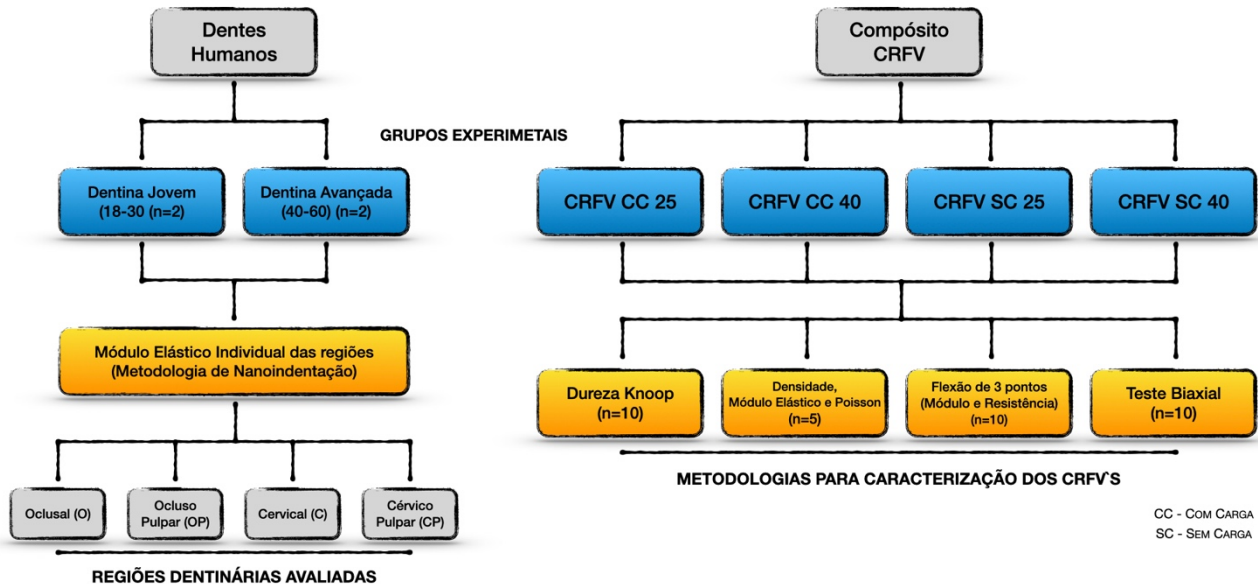 Dentes
Humanos
Compósito
CRFV
GRUPOS EXPERIMETAIS
Dentina Jovem
(18-30 (n=2)
Dentina Avançada
(40-60) (n=2)
CRFV CC 25
CRFV CC 40
CRFV SC 25
CRFV SC 40
Módulo Elástico Individual das regiões
(Metodologia de Nanoindentação)
Dureza Knoop
(n=10)
Densidade,
Módulo Elástico e Poisson
(n=5)
Flexão de 3 pontos
(Módulo e Resistência)
(n=10)
Teste Biaxial
(n=10)
Oclusal (O)
Ocluso
Pulpar (OP)
Cervical (C)
Cérvico
Pulpar (CP)
METODOLOGIAS PARA CARACTERIZAÇÃO DOS CRFV`S
CC - COM CARGA
SC - SEM CARGA
REGIÕES DENTINÁRIAS AVALIADAS